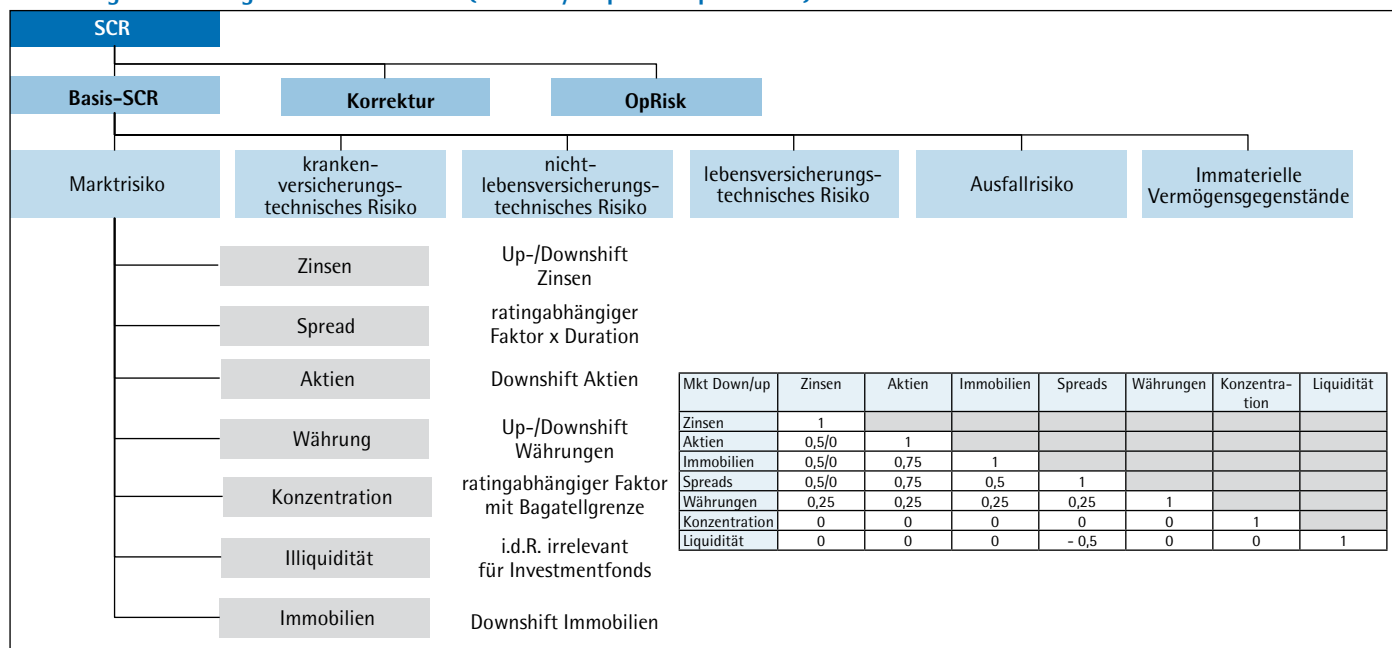 SCR
Basis-SCR
Korrektur
OpRisk
Marktrisiko
kranken-
versicherungs-
technisches Risiko
nicht-
lebensversicherungs-
technisches Risiko
lebensversicherungs-
technisches Risiko
Ausfallrisiko
Immaterielle
Vermögensgegenstände
Zinsen
Up-/Downshift
Zinsen
Spread
ratingabhängiger
Faktor x Duration
Aktien
Downshift Aktien
Währung
Up-/Downshift
Währungen
Konzentration
ratingabhängiger Faktor
mit Bagatellgrenze
Illiquidität
i.d.R. irrelevant
für Investmentfonds
Immobilien
Downshift Immobilien
Mkt Down/up Zinsen Aktien Immobilien Spreads Währungen Konzentra- Liquidität
tion
Zinsen 1
Aktien 0,5/0 1
Immobilien 0,5/0 0,75 1
Spreads 0,5/0 0,75 0,5 1
Währungen 0,25 0,25 0,25 0,25 1
Konzentration 0 0 0 0 0 1
Liquidität 0 0 0 - 0,5 0 0 1